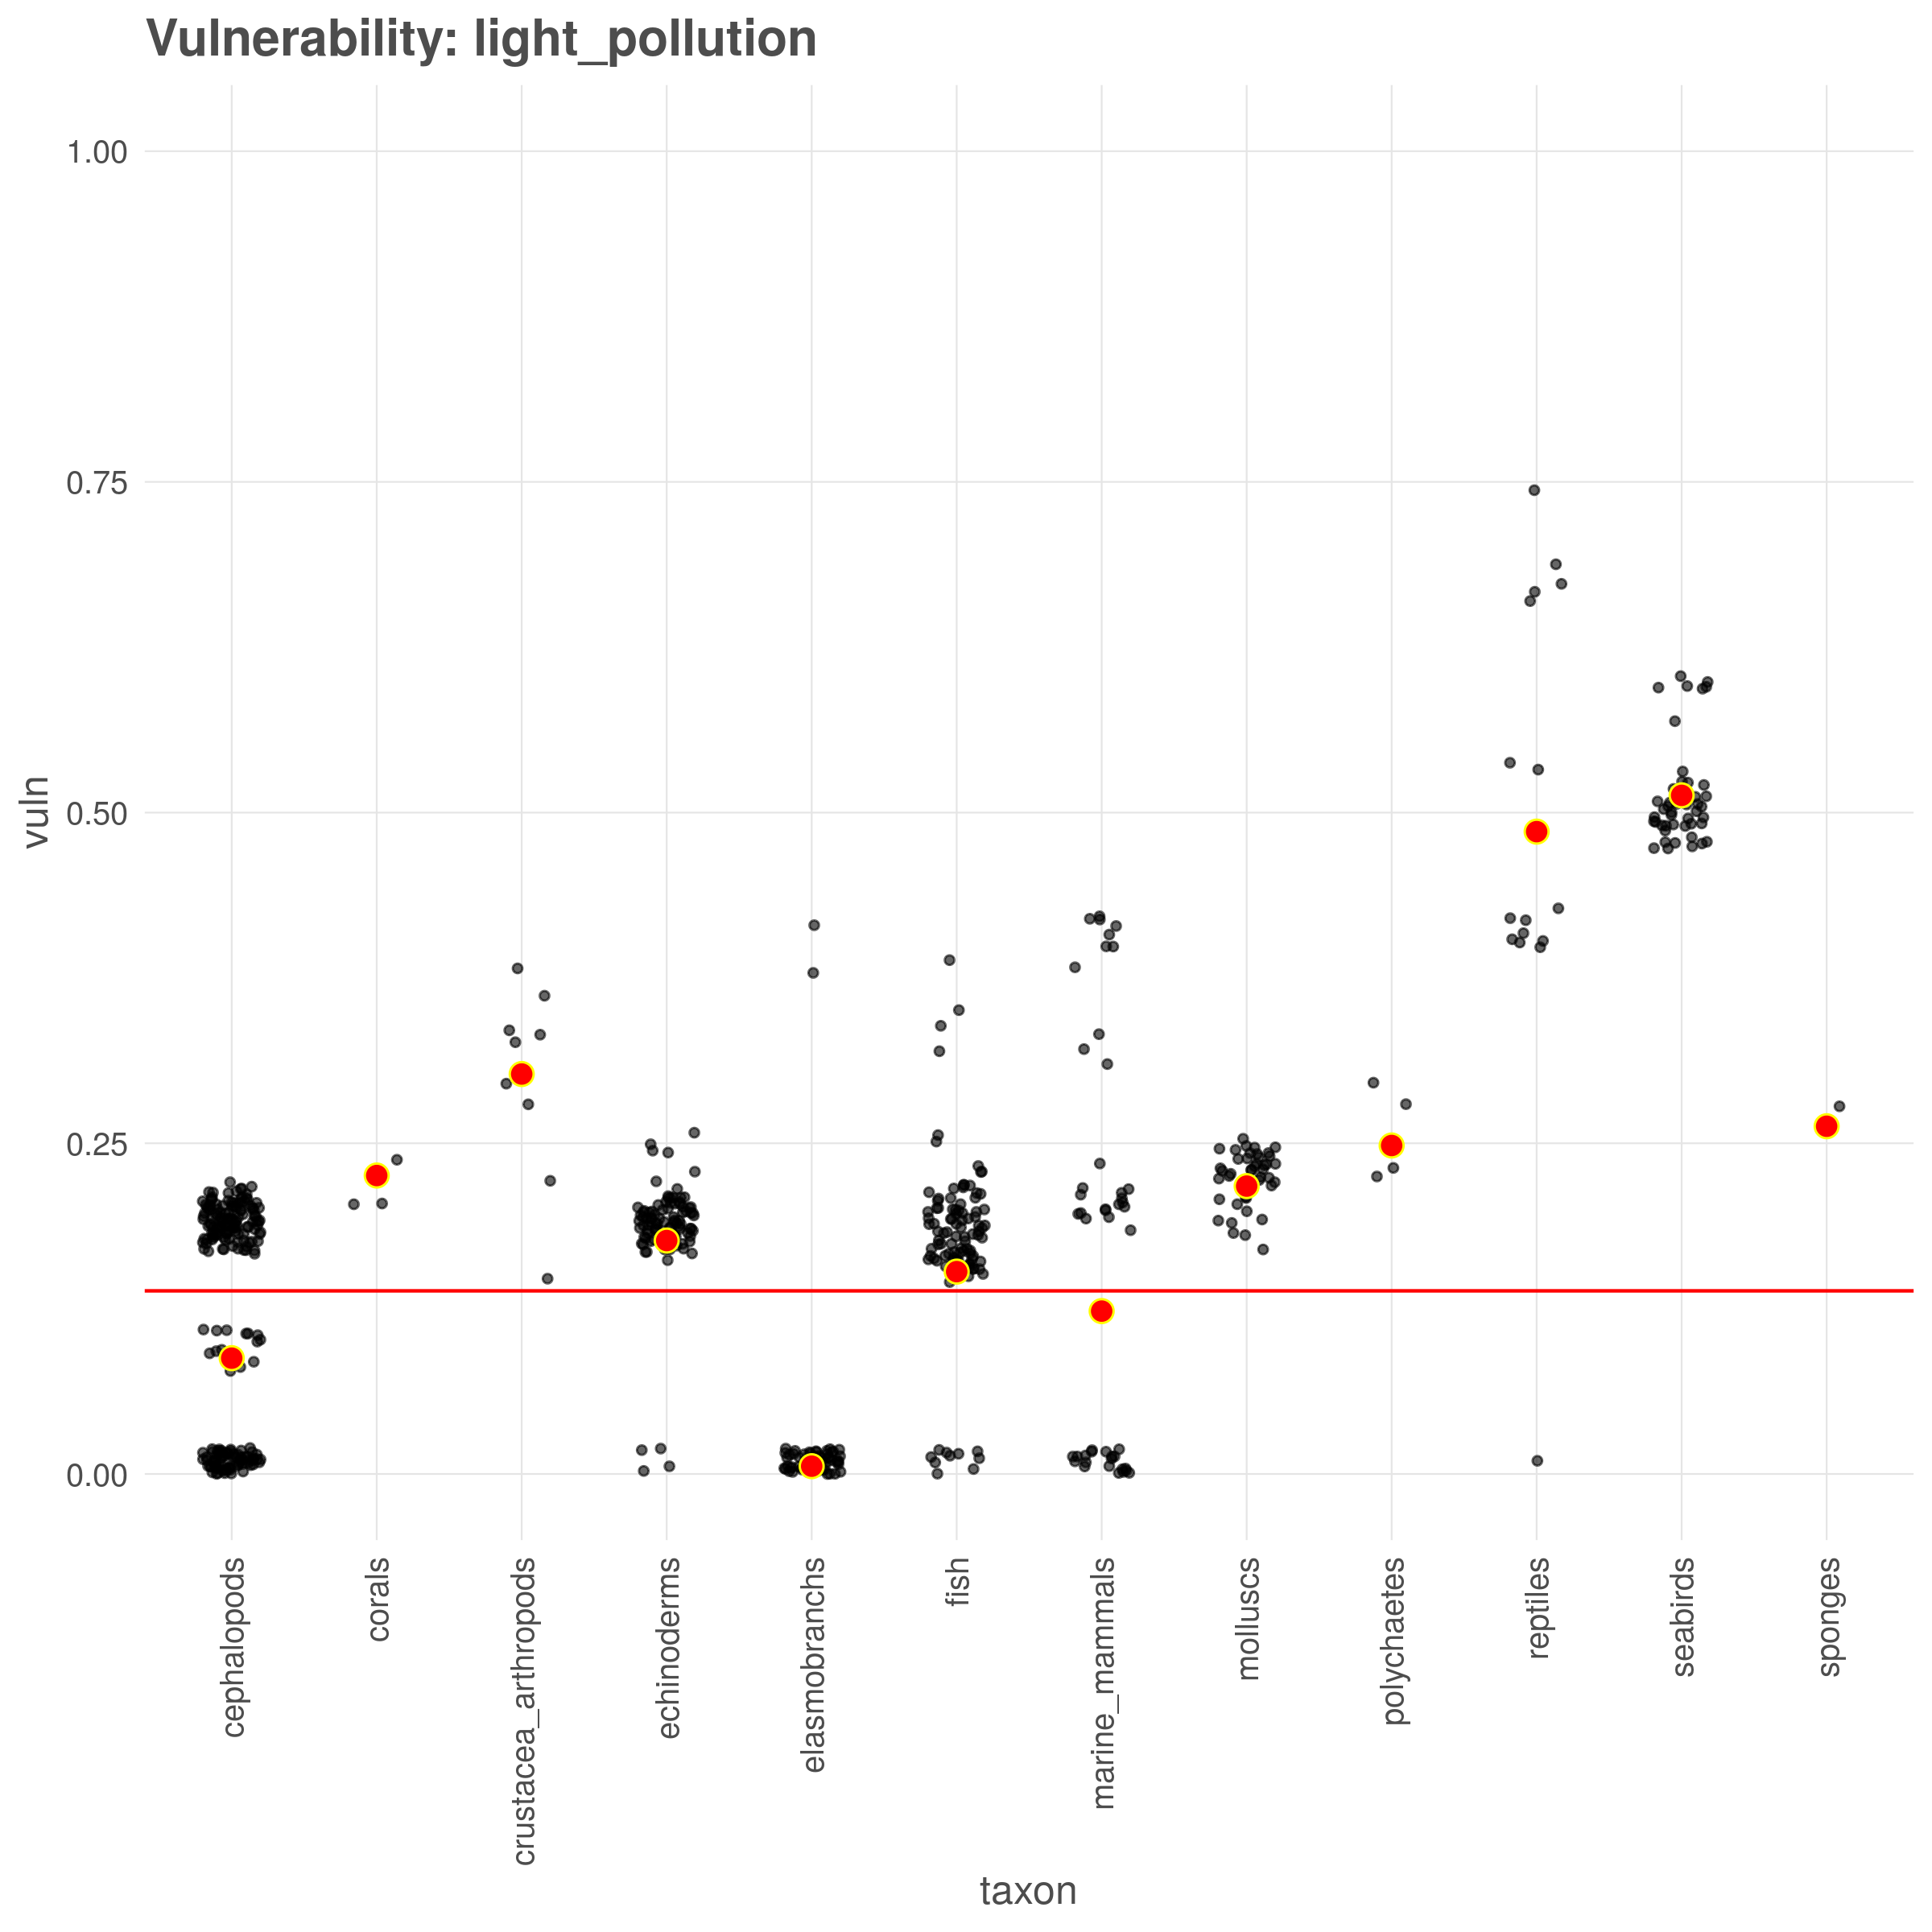 Vulnerability: light_pollution
1.00
0.75
0.50
0.25
0.00
vuln
cephalopods
corals
crustacea_arthropods
echinoderms
elasmobranchs
fish
marine_mammals
molluscs
polychaetes
reptiles
seabirds
sponges
taxon